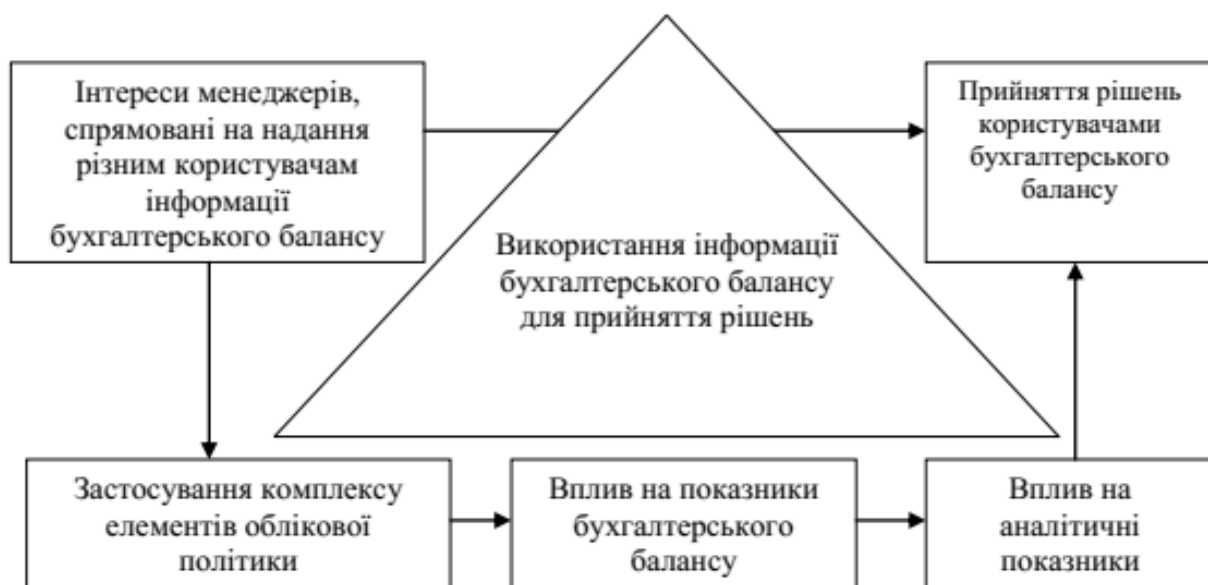 Інтереси менеджерів,
спрямовані на надання
різним користувачам
інформації
бухгалтерського балансу
Використання інформації
бухгалтерського балансу
для прийняття рішень
Прийняття рішень
користувачами
бухгалтерського
балансу
Застосування комплексу
елементів облікової
політики
Вплив на показники
бухгалтерського
балансу
Вплив на
аналітичні
показники